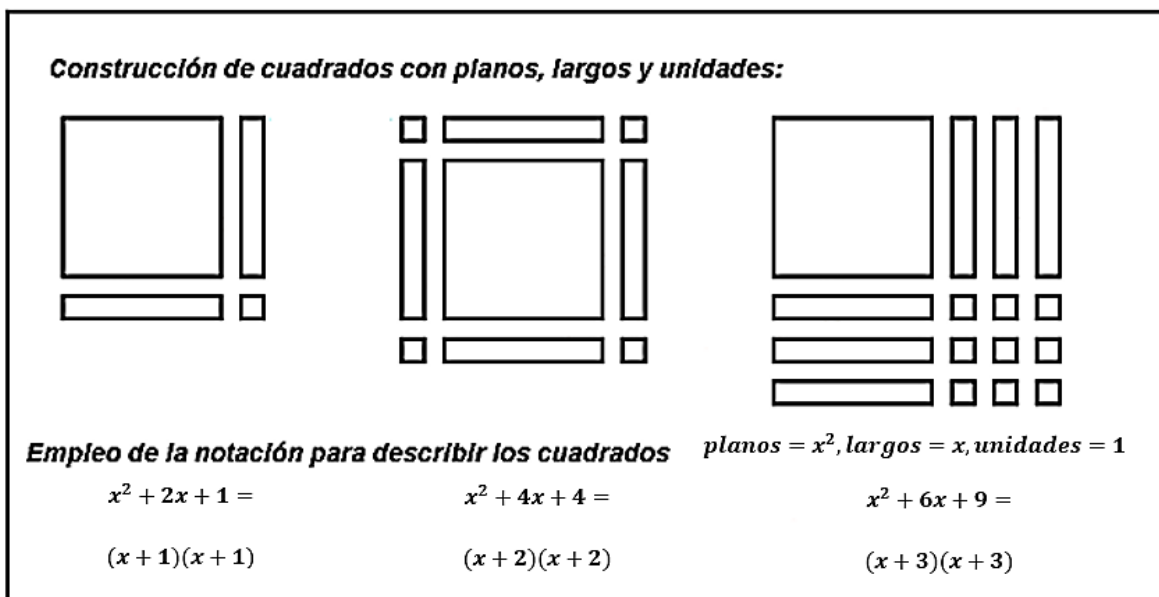 Construcción de cuadrados con planos, largos y unidades:
Empleo de la notación para describir los cuadrados
planos = x², largos = x, unidades = 1
x² + 2x + 1 =
x² + 4x + 4 =
x² + 6x + 9 =
(x + 1)(x + 1)
(x + 2)(x + 2)
(x + 3)(x + 3)